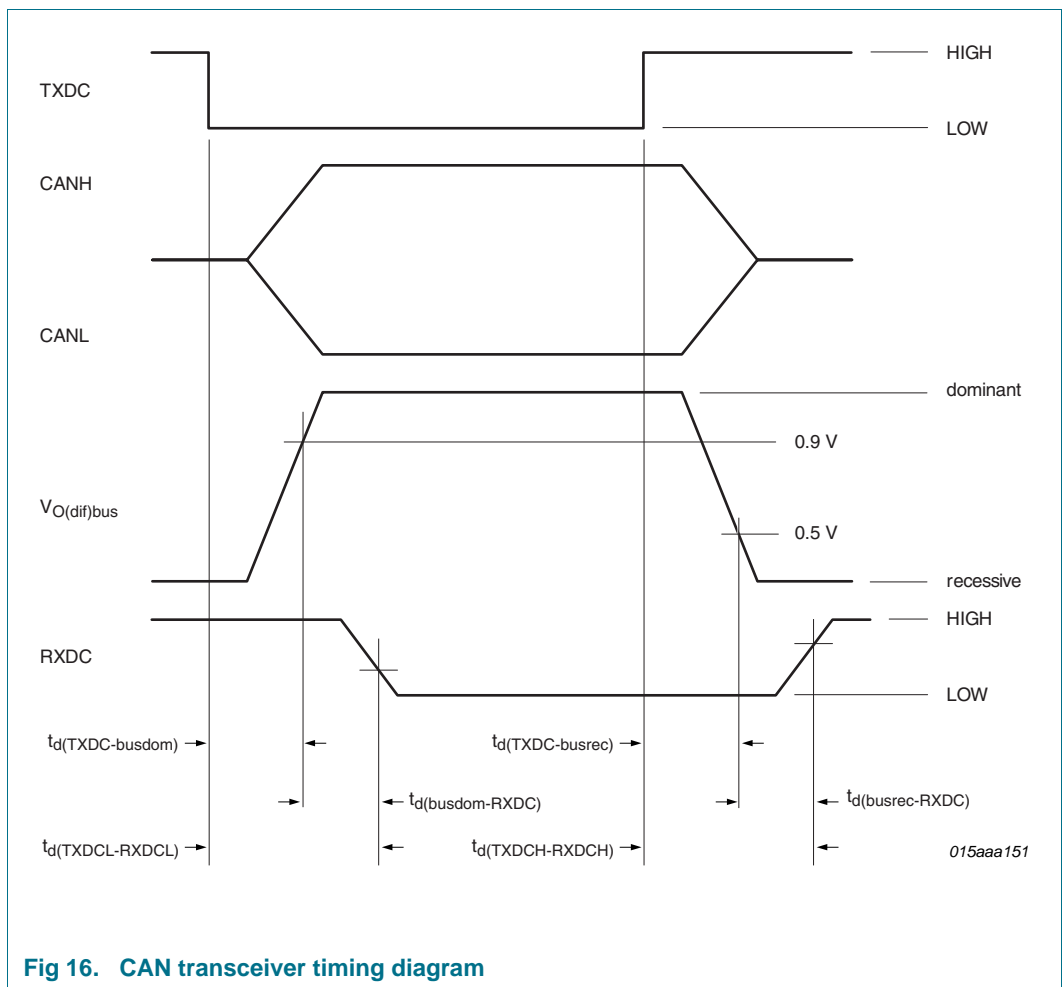 HIGH
TXDC
LOW
CANH
CANL
dominant
0.9 V
VO(dif)bus
0.5 V
recessive
HIGH
RXDC
LOW
td(TXDC-busdom)
td(TXDC-busrec)
td(busdom-RXDC)
td(busrec-RXDC)
td(TXDCL-RXDCL)
td(TXDCH-RXDCH)
015aaa151
Fig 16. CAN transceiver timing diagram